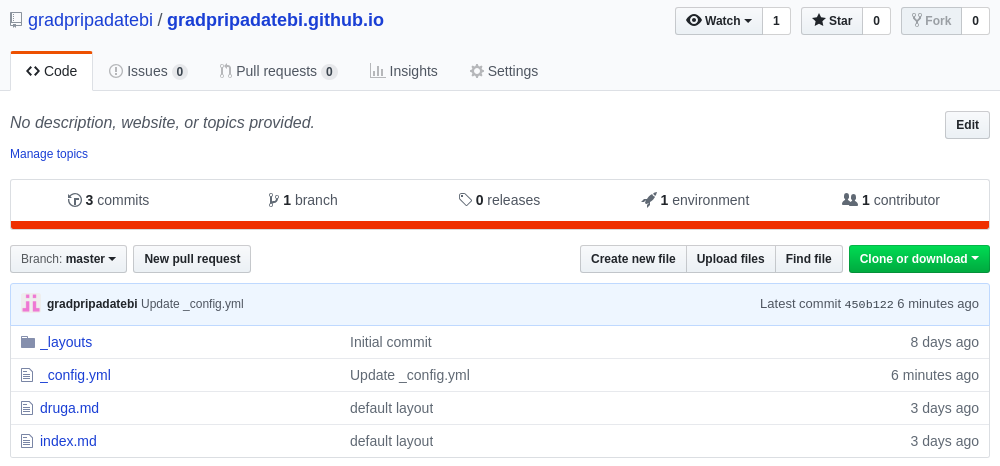 gradpripadatebi / gradpripadatebi.github.io Watch 1 Star 0 Fork 0
Code Issues 0 Pull requests 0 Insights Settings
No description, website, or topics provided. Edit
Manage topics
3 commits 1 branch 0 releases 1 environment 1 contributor
Branch: master New pull request Create new file Upload files Find file Clone or download
gradpripadatebi Update _config.yml Latest commit 450b122 6 minutes ago
_layouts Initial commit 8 days ago
_config.yml Update _config.yml 6 minutes ago
druga.md default layout 3 days ago
index.md default layout 3 days ago